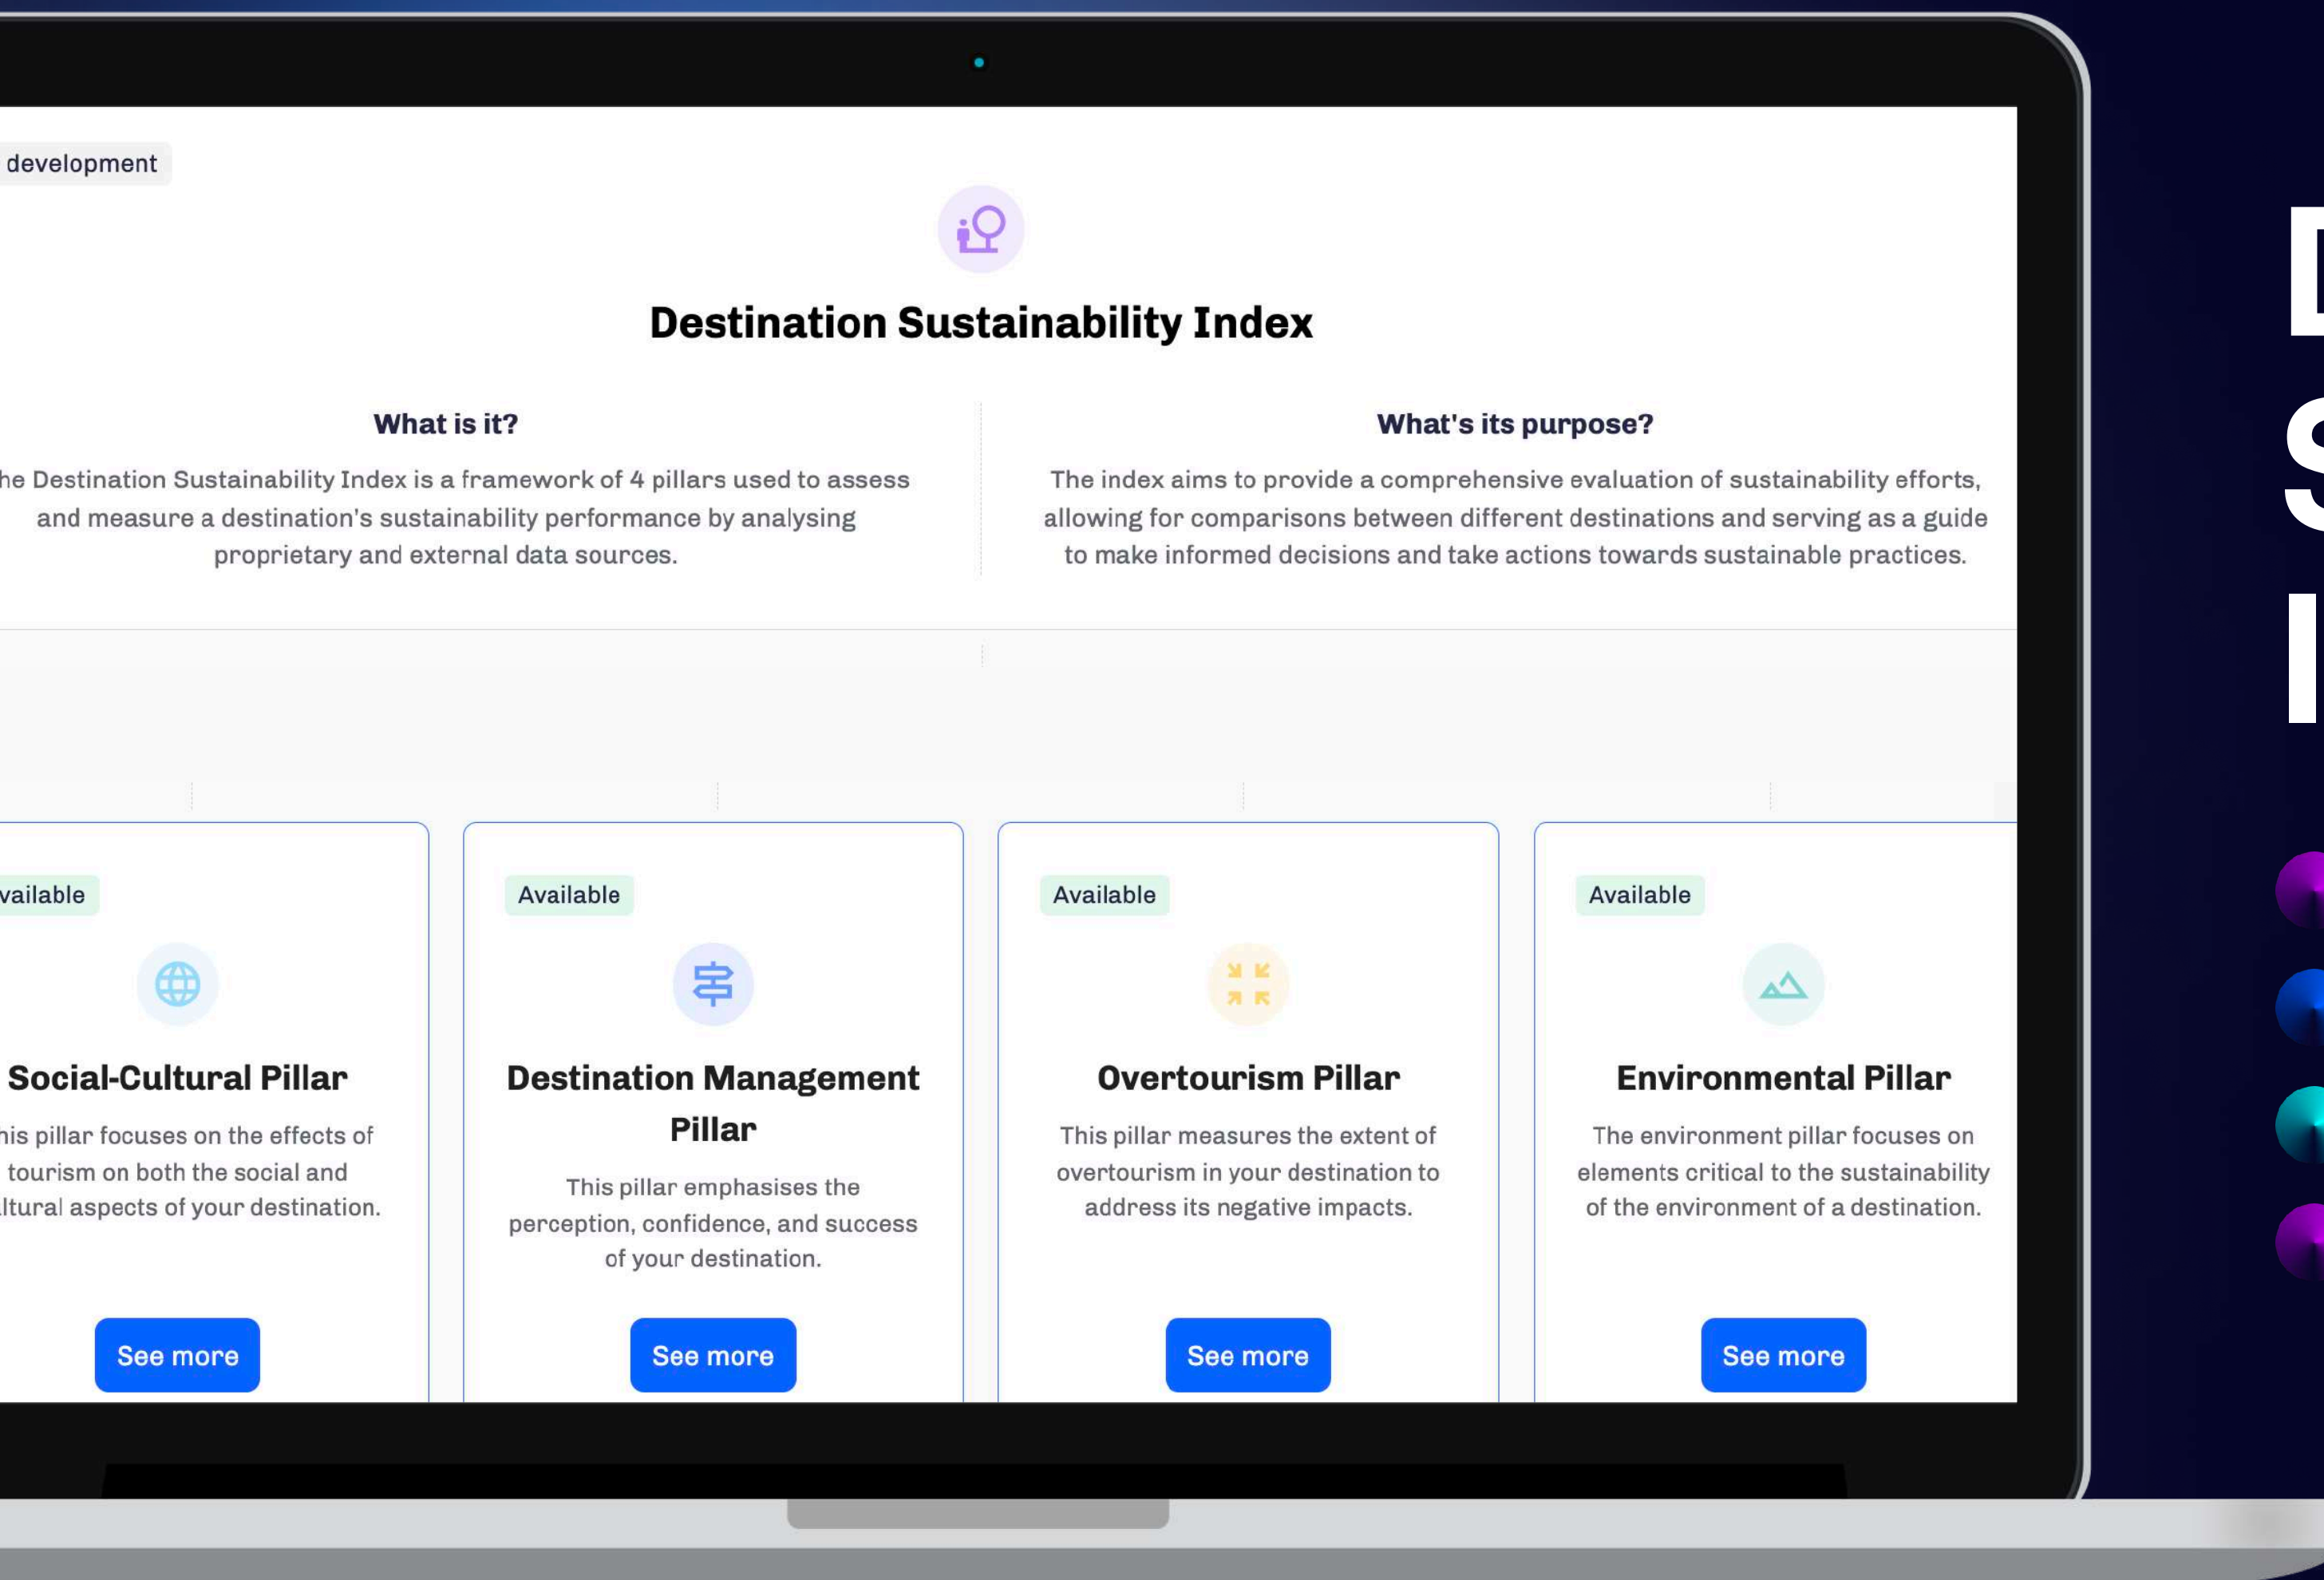 development
Destination Sustainability Index
What is it?
he Destination Sustainability Index is a framework of 4 pillars used to assess
and measure a destination's sustainability performance by analysing
proprietary and external data sources.
What's its purpose?
The index aims to provide a comprehensive evaluation of sustainability efforts,
allowing for comparisons between different destinations and serving as a guide
to make informed decisions and take actions towards sustainable practices.
vailable
Social-Cultural Pillar
his pillar focuses on the effects of
tourism on both the social and
ltural aspects of your destination.
See more
Available
Destination Management
Pillar
This pillar emphasises the
perception, confidence, and success
of your destination.
See more
Available
Overtourism Pillar
This pillar measures the extent of
overtourism in your destination to
address its negative impacts.
See more
Available
Environmental Pillar
The environment pillar focuses on
elements critical to the sustainability
of the environment of a destination.
See more
S
I